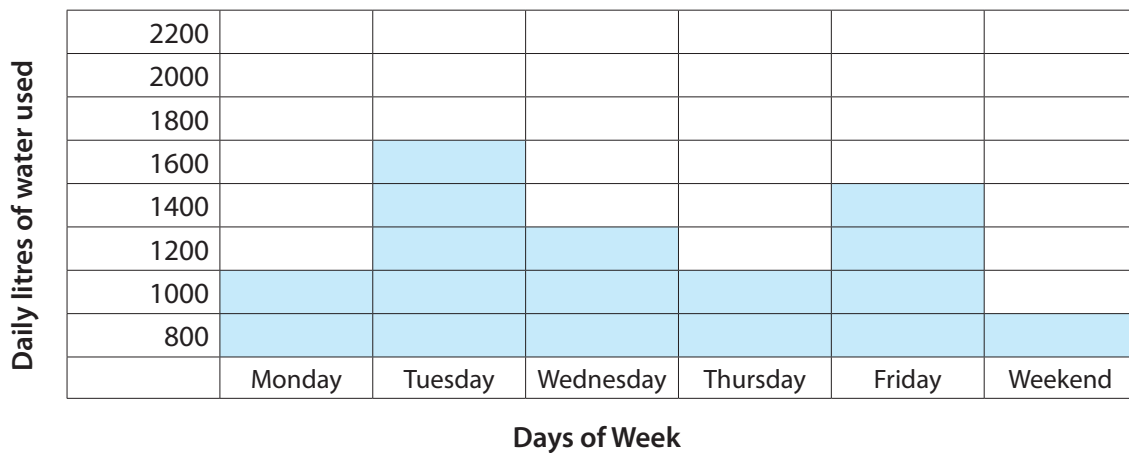 Daily litres of water used
2200
2000
1800
1600
1400
1200
1000
800
Monday Tuesday Wednesday Thursday Friday Weekend
Days of Week